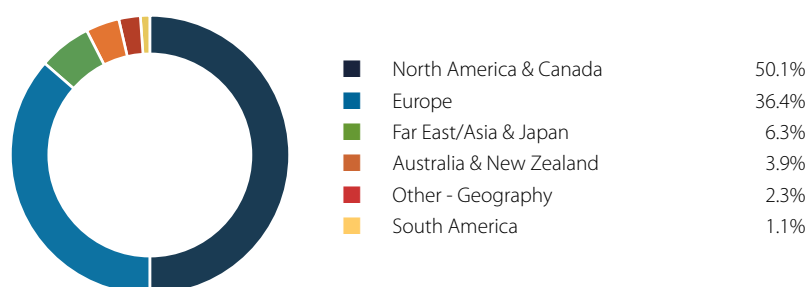 North America & Canada 50.1%
Europe 36.4%
Far East/Asia & Japan 6.3%
Australia & New Zealand 3.9%
Other - Geography 2.3%
South America 1.1%